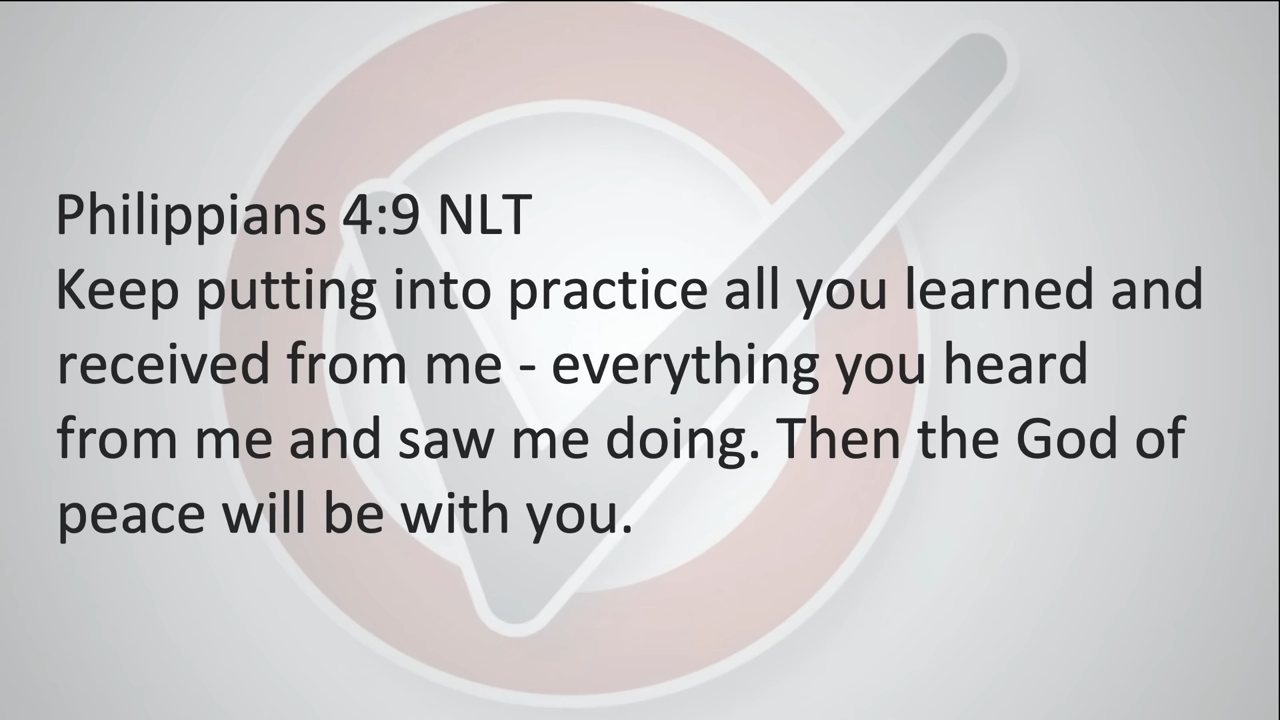 Philippians 4:9 NLT
Keep putting into practice all you learned and
received from me - everything you heard
from me and saw me doing. Then the God of
peace will be with you.